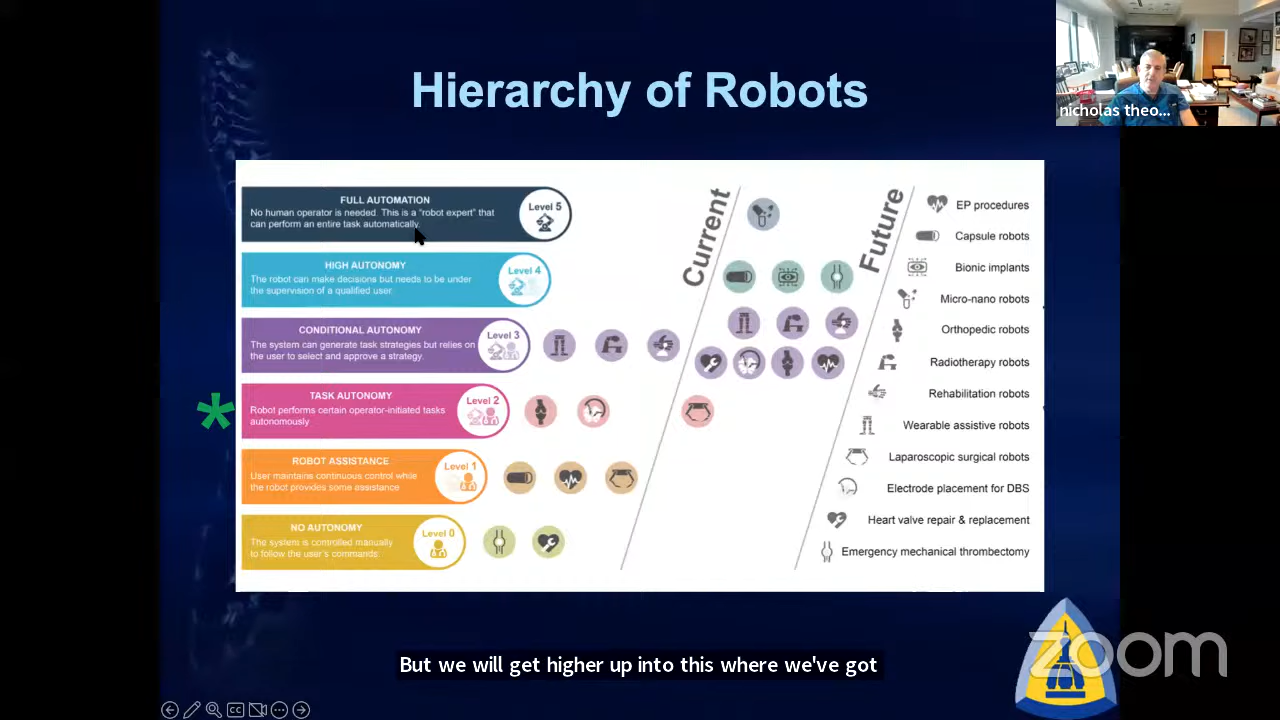 Hierarchy of Robots
nicholas theo...
FULL AUTOMATION
No human operator is needed. This is a "robot expert" that
can perform an entire task automatically.
Level 5
HIGH AUTONOMY
The robot can make decisions but needs to be under
the supervision of a qualified user.
Level 4
CONDITIONAL AUTONOMY
The system can generate task strategies but relies on
the user to select and approve a strategy.
Level 3
TASK AUTONOMY
Robot performs certain operator-initiated tasks
autonomously
Level 2
ROBOT ASSISTANCE
User maintains continuous control while
the robot provides some assistance
Level 1
NO AUTONOMY
The system is controlled manually
to follow the user's commands.
Level 0
*
Current
Future
EP procedures
Capsule robots
Bionic implants
Micro-nano robots
Orthopedic robots
Radiotherapy robots
Rehabilitation robots
Wearable assistive robots
Laparoscopic surgical robots
Electrode placement for DBS
Heart valve repair & replacement
Emergency mechanical thrombectomy
But we will get higher up into this where we've got
zoom
CC